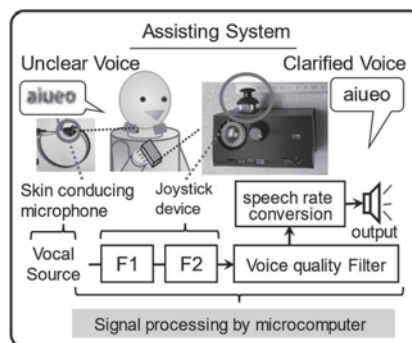 Assisting System
Unclear Voice
Clarified Voice
aiueo
aiueo
Skin conducing
microphone
Joystick
device
speech rate
conversion
output
Vocal
Source
F1
F2
Voice quality Filter
Signal processing by microcomputer